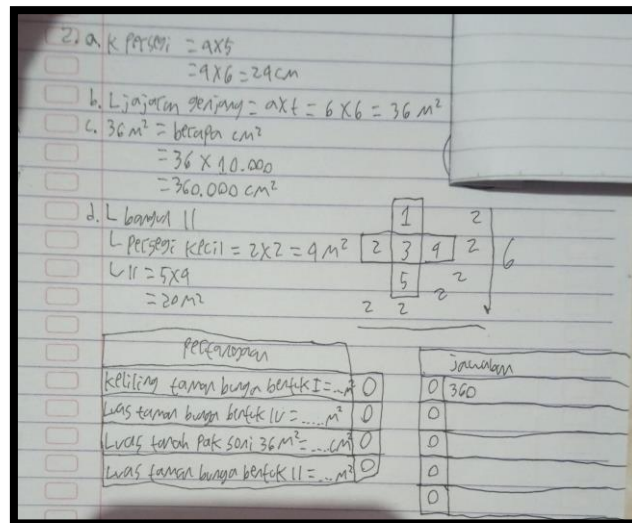 2. a. K persegi = 4x5
= 4x6 = 24 cm
b. L jajaran genjang = axt = 6x6 = 36 m²
c. 36 m² = berapa cm²
= 36 x 10.000
= 360.000 cm²
d. L bangun II
L persegi kecil = 2x2 = 4 m²
L II = 5x4
= 20 m²
1 2
2 3 4 2 6
5 2
2 2 2
Pertanyaan
Keliling taman bunga bentuk I = ... m² O
Luas taman bunga bentuk IV = ..... m² O
Luas tanah Pak Soni 36 m² = .... cm² O
Luas taman bunga bentuk II = ... m² O
jawaban
O 360
O
O
O
O